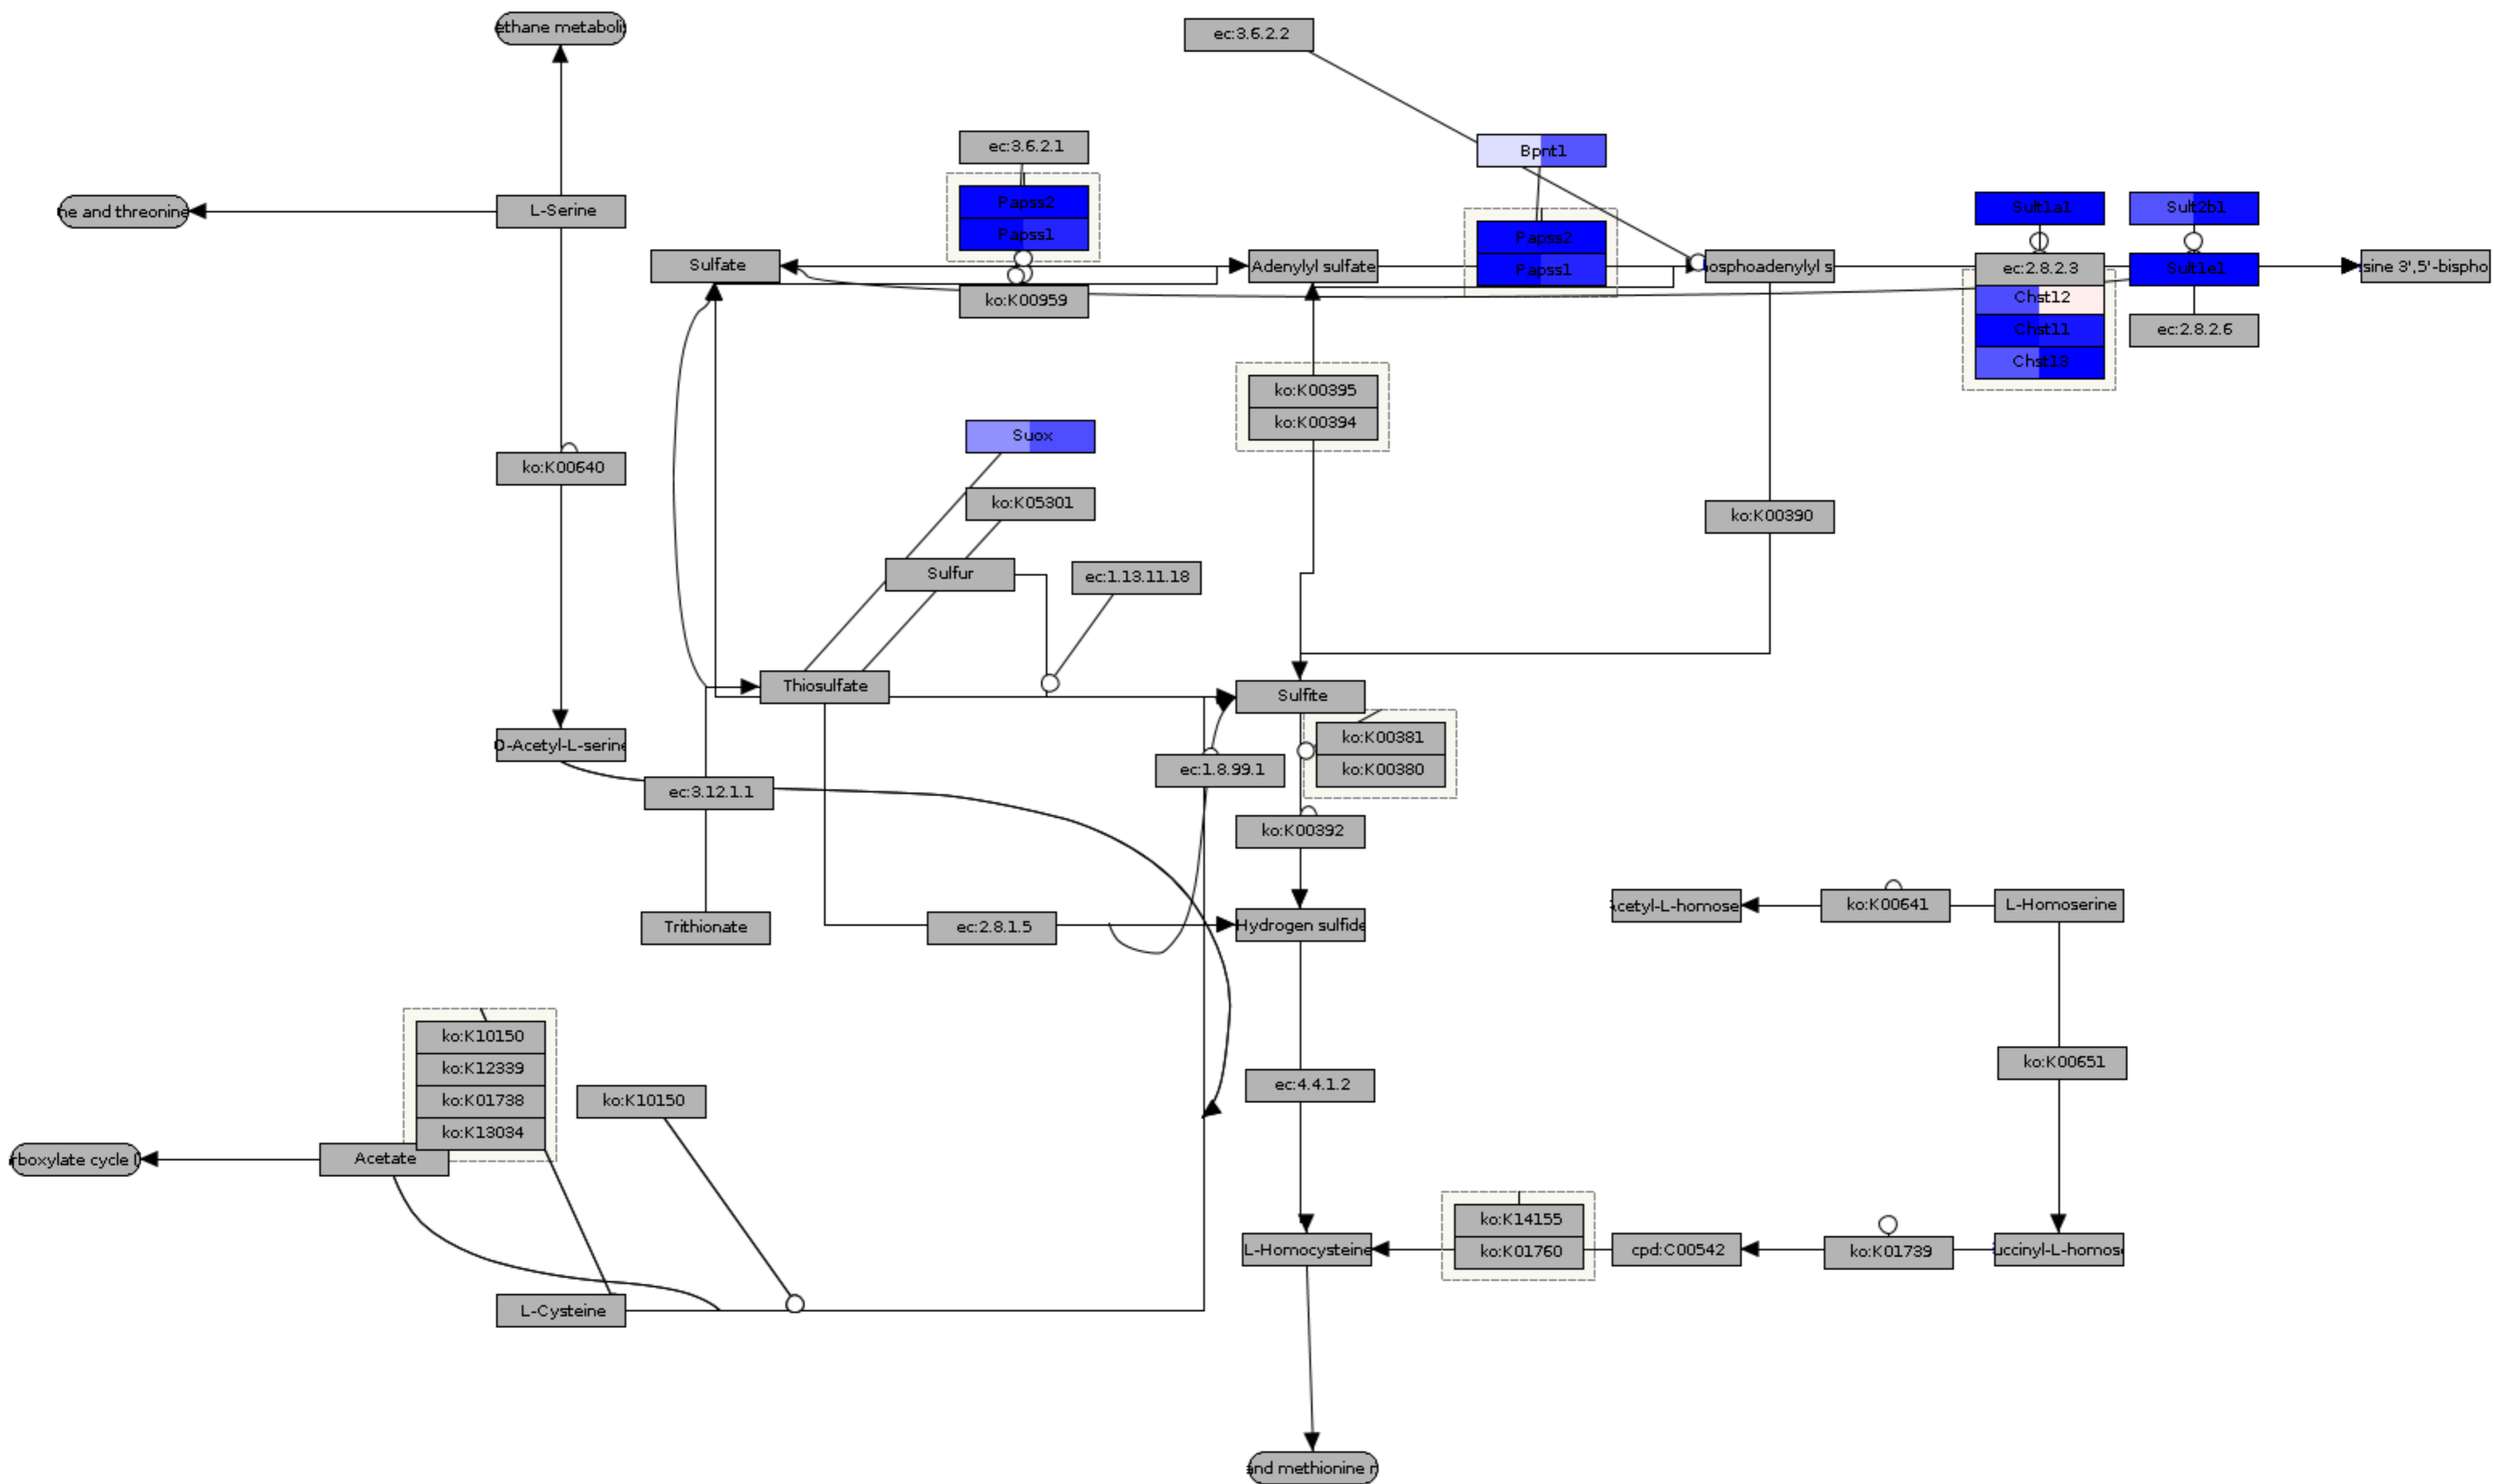 ethane metaboli
ec:3.6.2.2
ec:3.6.2.1
Bpnt1
ne and threonine
L-Serine
Papss2
Papss1
Sult1a1
Sult2b1
Papss2
Papss1
Sulfate
Adenylyl sulfate
osphoadenylyl s
ec:2.8.2.3
Sult1e1
sine 3',5'-bispho
ko:K00959
Chst12
Chst11
Chst13
ec:2.8.2.6
ko:K00395
ko:K00394
Suox
ko:K00640
ko:K05301
ko:K00390
Sulfur
ec:1.13.11.18
Thiosulfate
Sulfite
O-Acetyl-L-serine
ko:K00381
ko:K00380
ec:1.8.99.1
ec:3.12.1.1
ko:K00392
cetyl-L-homose
ko:K00641
L-Homoserine
Trithionate
ec:2.8.1.5
Hydrogen sulfide
ko:K10150
ko:K12339
ko:K01738
ko:K13034
ko:K10150
ec:4.4.1.2
ko:K00651
rboxylate cycle (
Acetate
ko:K14155
ko:K01760
L-Homocysteine
cpd:C00542
ko:K01739
uccinyl-L-homos
L-Cysteine
and methionine